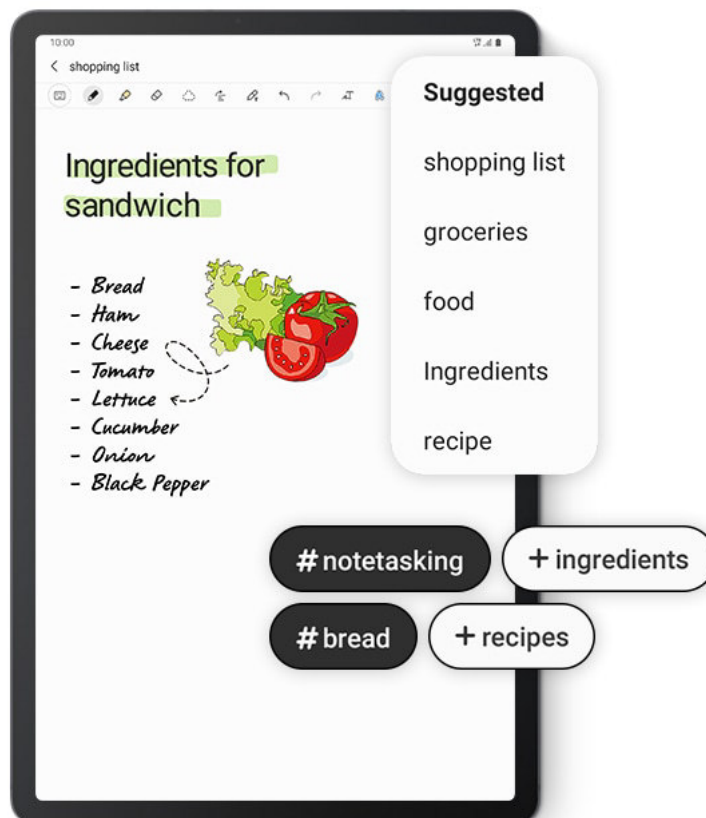 10:00
shopping list
Ingredients for
sandwich
- Bread
- Ham
- Cheese
- Tomato
- Lettuce
- Cucumber
- Onion
- Black Pepper
Suggested
shopping list
groceries
food
Ingredients
recipe
#notetasking
+ingredients
#bread
+recipes